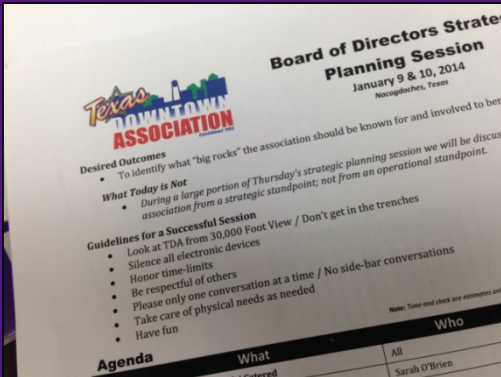 Texas
DOWNTOWN
ASSOCIATION
Established 1985
Board of Directors
Planning Session
January 9 & 10, 2014
Nacogdoches, Texas
Desired Outcomes
• To identify what "big rocks" the association should be known for and involved to
What Today is Not
• During a large portion of Thursday's strategic planning session we will be
association from a strategic standpoint; not from an operational standpoint.
Guidelines for a Successful Session
• Look at TDA from 30,000 Foot View / Don't get in the trenches
• Silence all electronic devices
• Honor time-limits
• Be respectful of others
• Please only one conversation at a time / No side-bar conversations
• Take care of physical needs as needed
• Have fun
Note: Time and clock are estimates
Agenda
What
Who
Catered
All
Sarah O'Brien